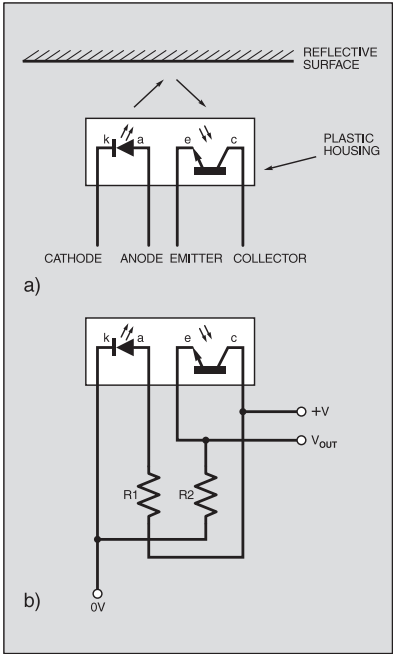 REFLECTIVE
SURFACE
k a e c
PLASTIC
HOUSING
CATHODE ANODE EMITTER COLLECTOR
a)
k a e c
+V
VOUT
R1 R2
b)
0V